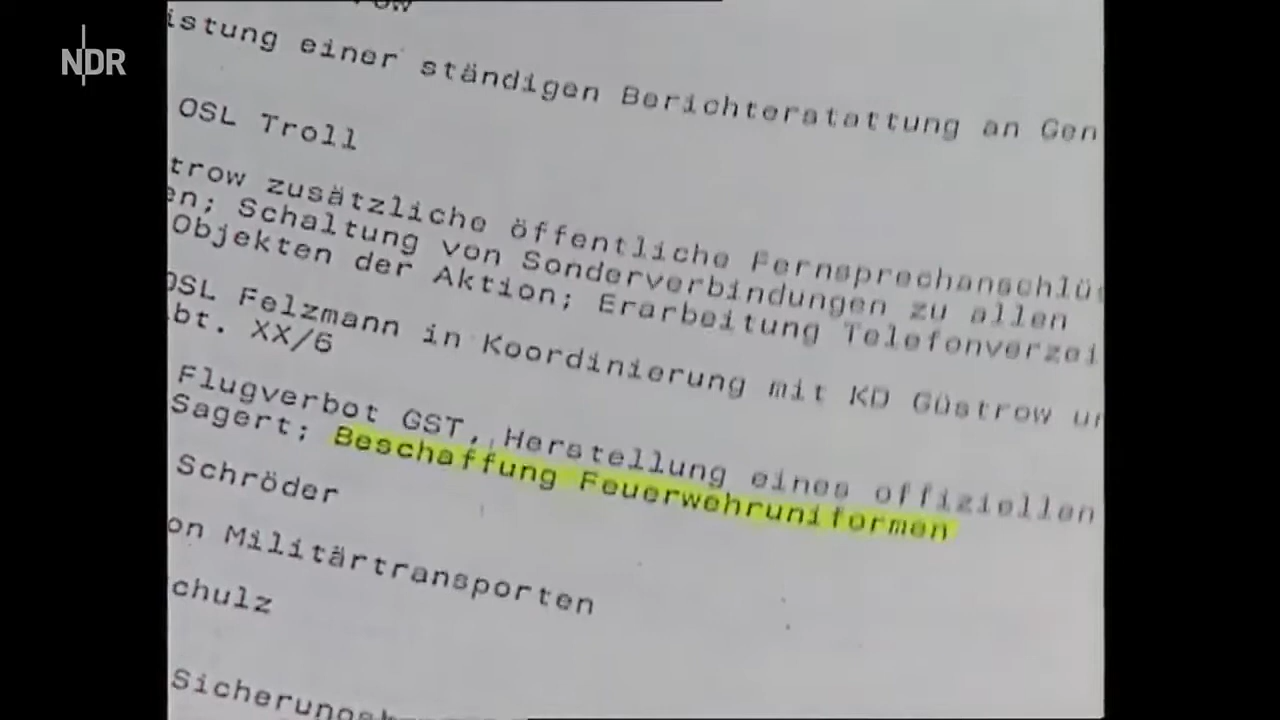 NDR
istung einer ständigen Berichterstattung an Gen
OSL Troll
trow zusätzliche öffentliche Fernsprechanschlüs
en; Schaltung von Sonderverbindungen zu allen
Objekten der Aktion; Erarbeitung Telefonverzei
OSL Felzmann in Koordinierung mit KD Güstrow un
bt. XX/6
Flugverbot GST, Herstellung eines offiziellen
Sagert; Beschaffung Feuerwehruniformen
Schröder
on Militärtransporten
chulz